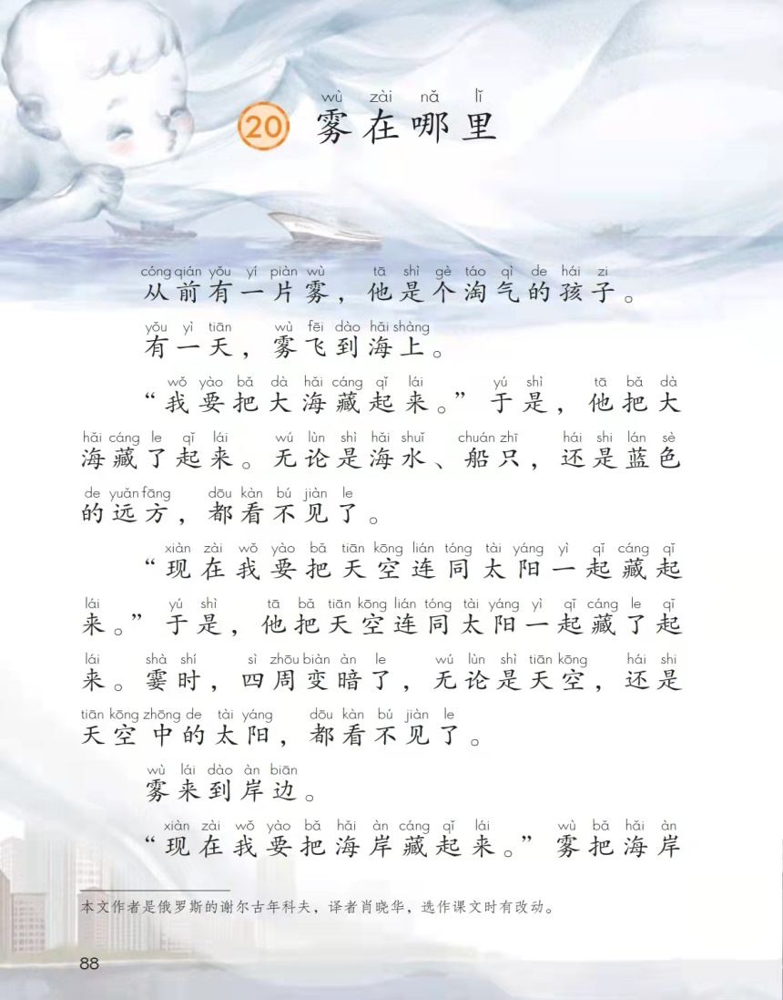 wù zài nǎ lǐ
20 雾在哪里
cóng qián yǒu yí piàn wù tā shì gè táo qì de hái zi
从前有一片雾，他是个淘气的孩子。
yǒu yì tiān wù fēi dào hǎi shàng
有一天，雾飞到海上。
wǒ yào bǎ dà hǎi cáng qǐ lái yú shì tā bǎ dà
“我要把大海藏起来。”于是，他把大
hǎi cáng le qǐ lái wú lùn shì hǎi shuǐ chuán zhī hái shi lán sè
海藏了起来。无论是海水、船只，还是蓝色
de yuǎn fāng dōu kàn bú jiàn le
的远方，都看不见了。
xiàn zài wǒ yào bǎ tiān kōng lián tóng tài yáng yì qǐ cáng qǐ
“现在我要把天空连同太阳一起藏起
lái yú shì tā bǎ tiān kōng lián tóng tài yáng yì qǐ cáng le qǐ
来。”于是，他把天空连同太阳一起藏了起
lái shà shí sì zhōu biàn àn le wú lùn shì tiān kōng hái shi
来。霎时，四周变暗了，无论是天空，还是
tiān kōng zhōng de tài yáng dōu kàn bú jiàn le
天空中的太阳，都看不见了。
wù lái dào àn biān
雾来到岸边。
xiàn zài wǒ yào bǎ hǎi àn cáng qǐ lái wù bǎ hǎi àn
“现在我要把海岸藏起来。”雾把海岸
本文作者是俄罗斯的谢尔古年科夫，译者肖晓华，选作课文时有改动。
88